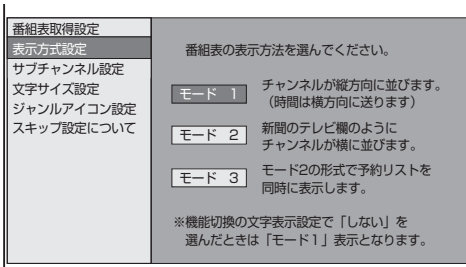 番組表取得設定
表示方式設定
サブチャンネル設定
文字サイズ設定
ジャンルアイコン設定
スキップ設定について
番組表の表示方法を選んでください。
モード 1
チャンネルが縦方向に並びます。
(時間は横方向に送ります)
モード 2
新聞のテレビ欄のように
チャンネルが横に並びます。
モード 3
モード2の形式で予約リストを
同時に表示します。
※機能切換の文字表示設定で「しない」を
選んだときは「モード1」表示となります。